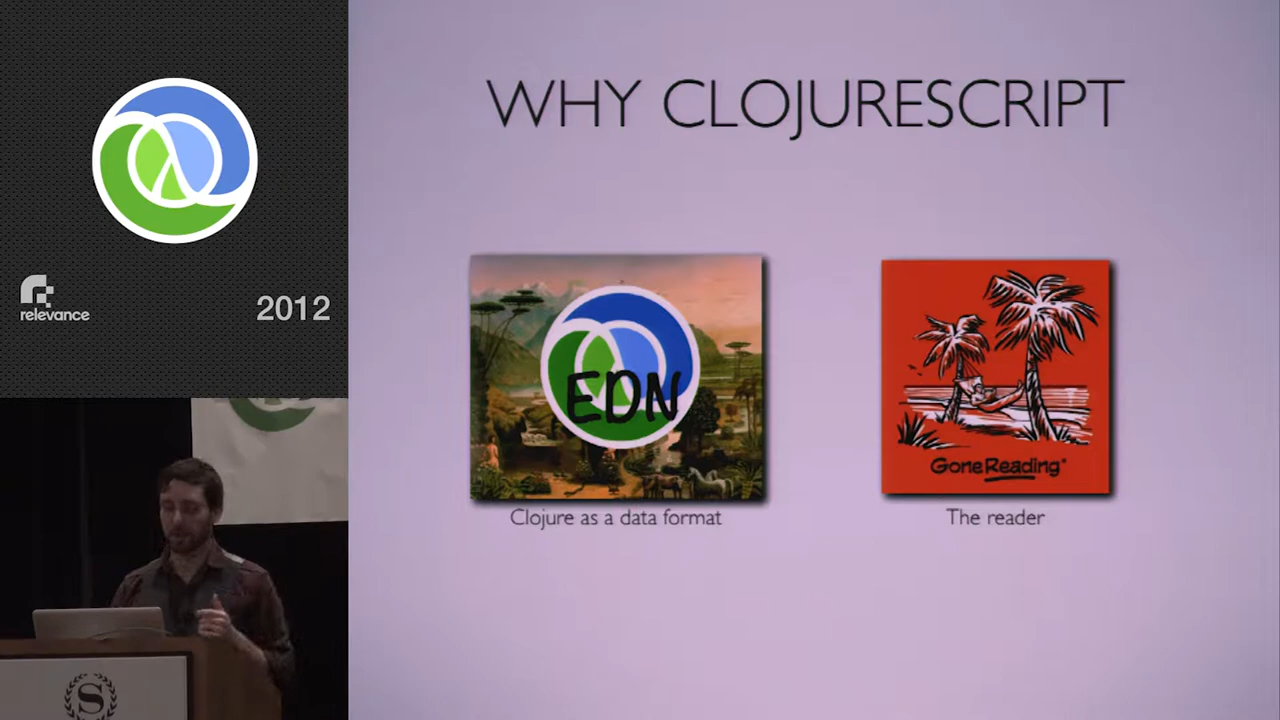 relevance
2012
WHY CLOJURESCRIPT
EDN
Clojure as a data format
GoneReading®
The reader
S